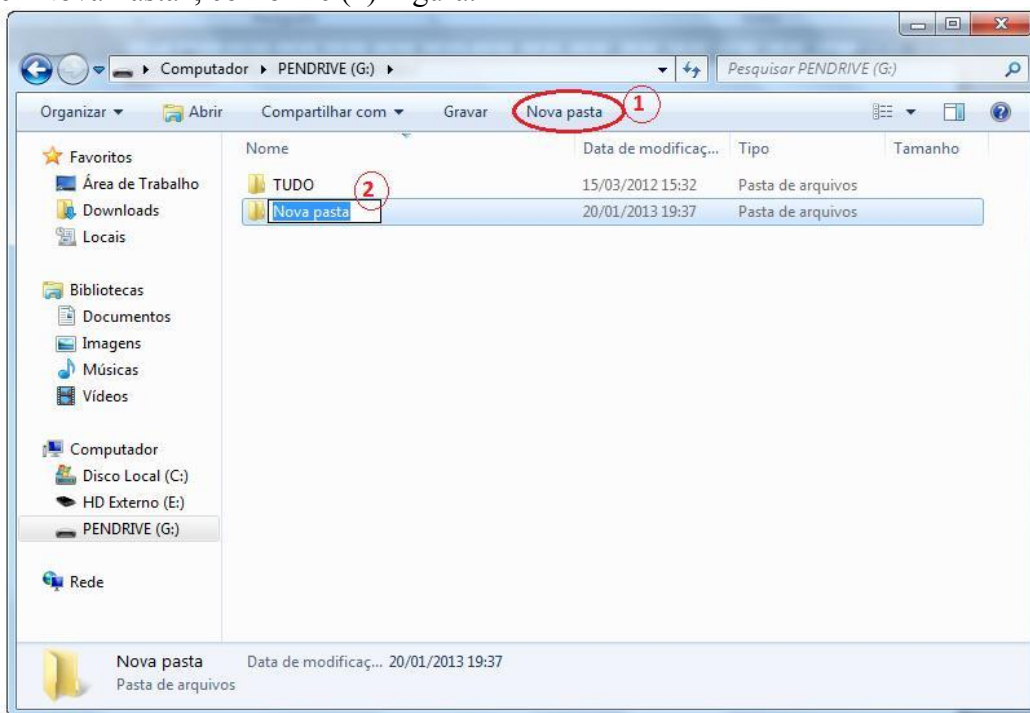 Computador ▸ PENDRIVE (G:) ▸ Pesquisar PENDRIVE (G:)
Organizar Abrir Compartilhar com Gravar Nova pasta 1
Nome Data de modificaç... Tipo Tamanho
TUDO 15/03/2012 15:32 Pasta de arquivos
2
Nova pasta 20/01/2013 19:37 Pasta de arquivos
Favoritos
Área de Trabalho
Downloads
Locais
Bibliotecas
Documentos
Imagens
Músicas
Vídeos
Computador
Disco Local (C:)
HD Externo (E:)
PENDRIVE (G:)
Rede
Nova pasta Data de modificaç... 20/01/2013 19:37
Pasta de arquivos